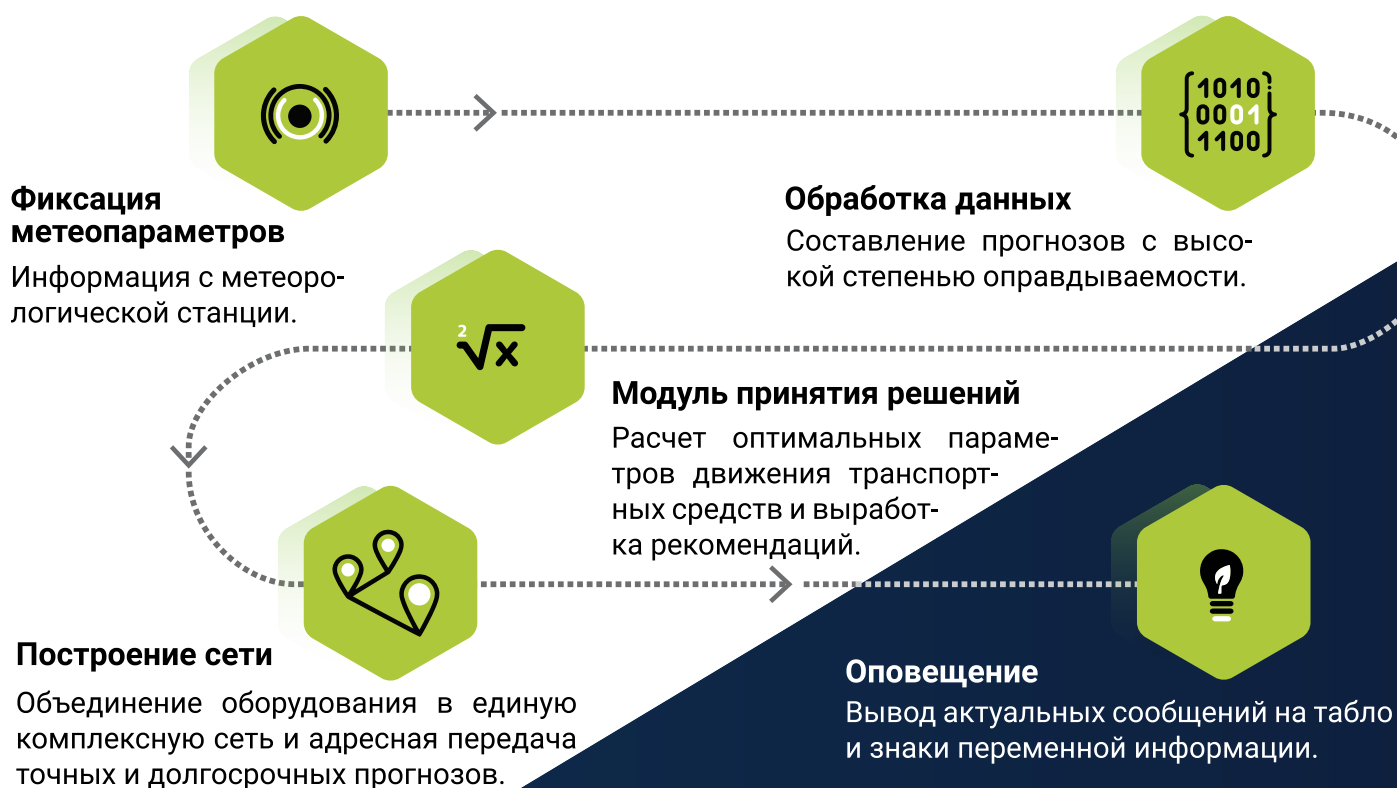 1010
0001
1100
Фиксация
метеопараметров
Информация с метеоро-
логической станции.
Обработка данных
Составление прогнозов с высо-
кой степенью оправдываемости.
2
√x
Модуль принятия решений
Расчет оптимальных параме-
тров движения транспорт-
ных средств и выработ-
ка рекомендаций.
Построение сети
Объединение оборудования в единую
комплексную сеть и адресная передача
точных и долгосрочных прогнозов.
Оповещение
Вывод актуальных сообщений на табло
и знаки переменной информации.